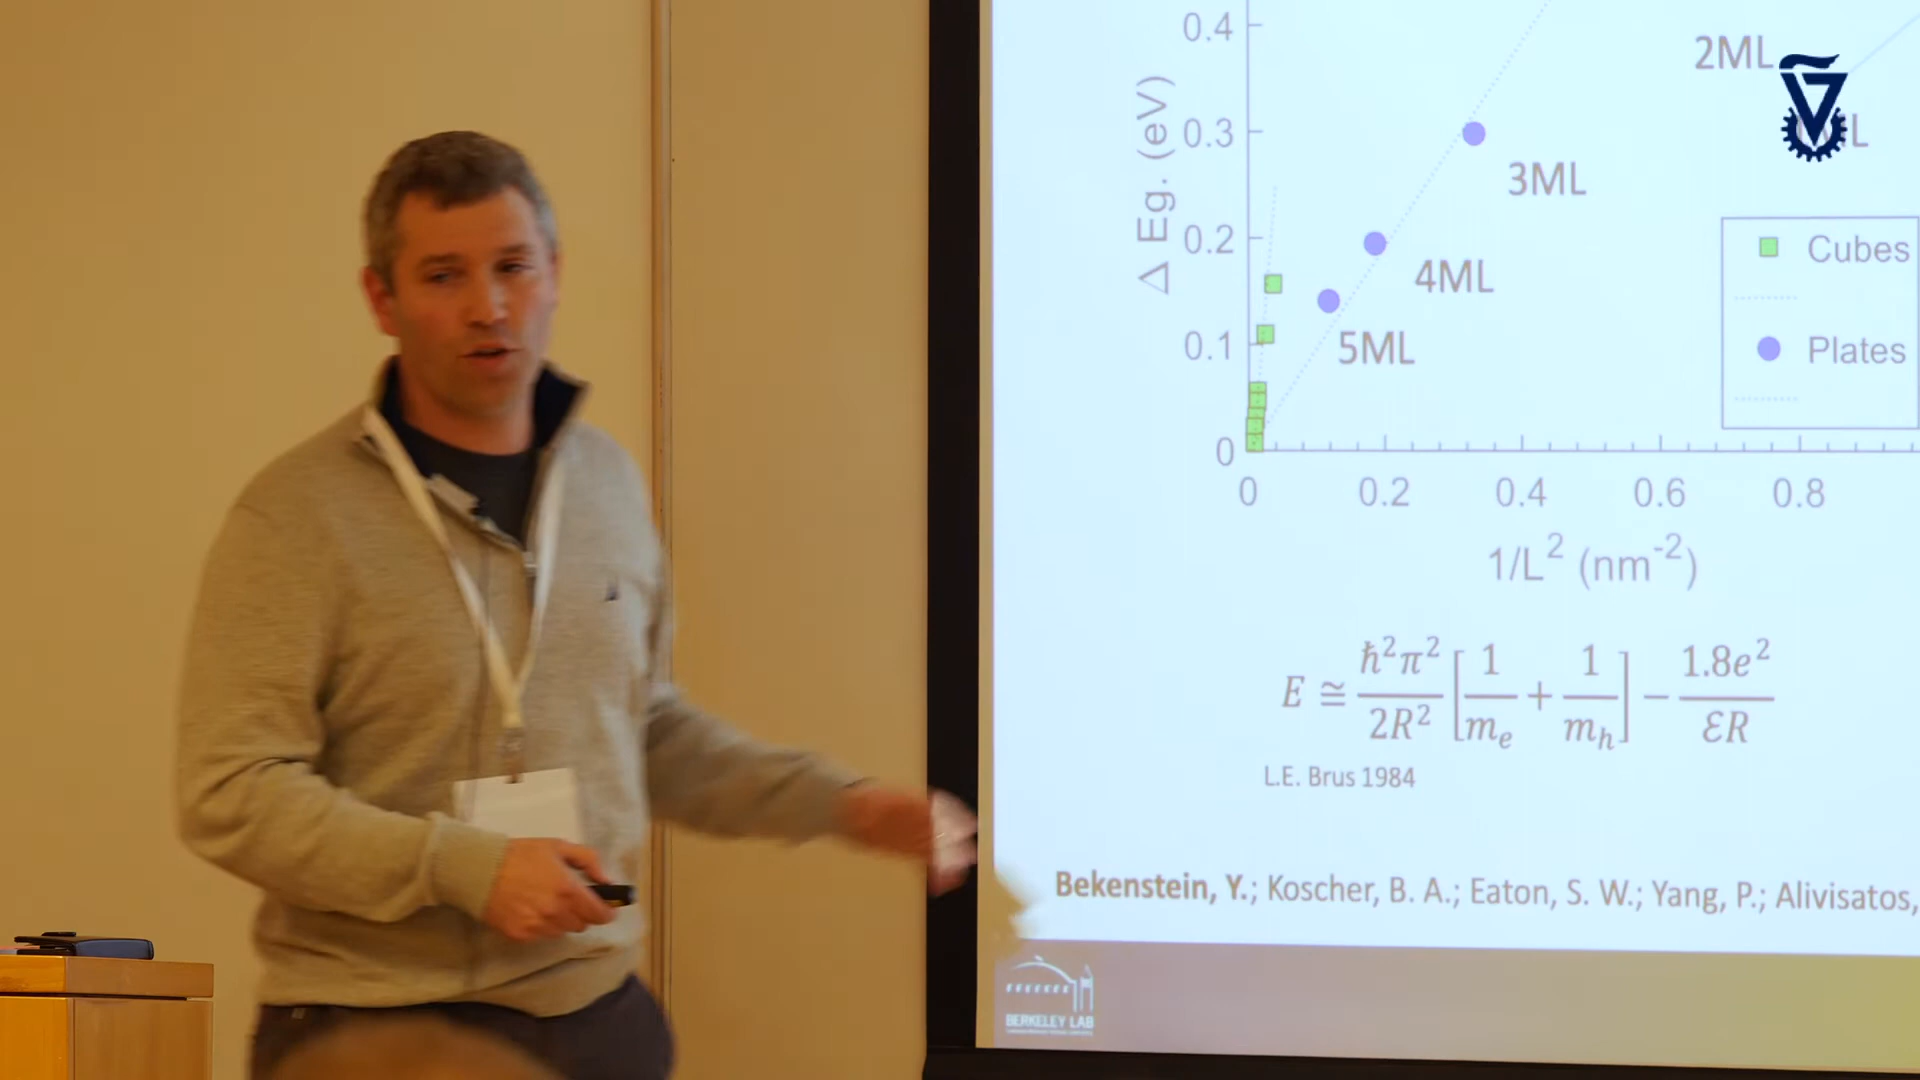 0.4
2ML
0.3
3ML
Δ Eg. (eV)
0.2
4ML
0.1
5ML
0
Cubes
Plates
0 0.2 0.4 0.6 0.8
1/L² (nm⁻²)
E ≅ ħ²π²/2R² [1/mₑ + 1/mₕ] − 1.8e²/ƐR
L.E. Brus 1984
Bekenstein, Y.; Koscher, B. A.; Eaton, S. W.; Yang, P.; Alivisatos,
BERKELEY LAB